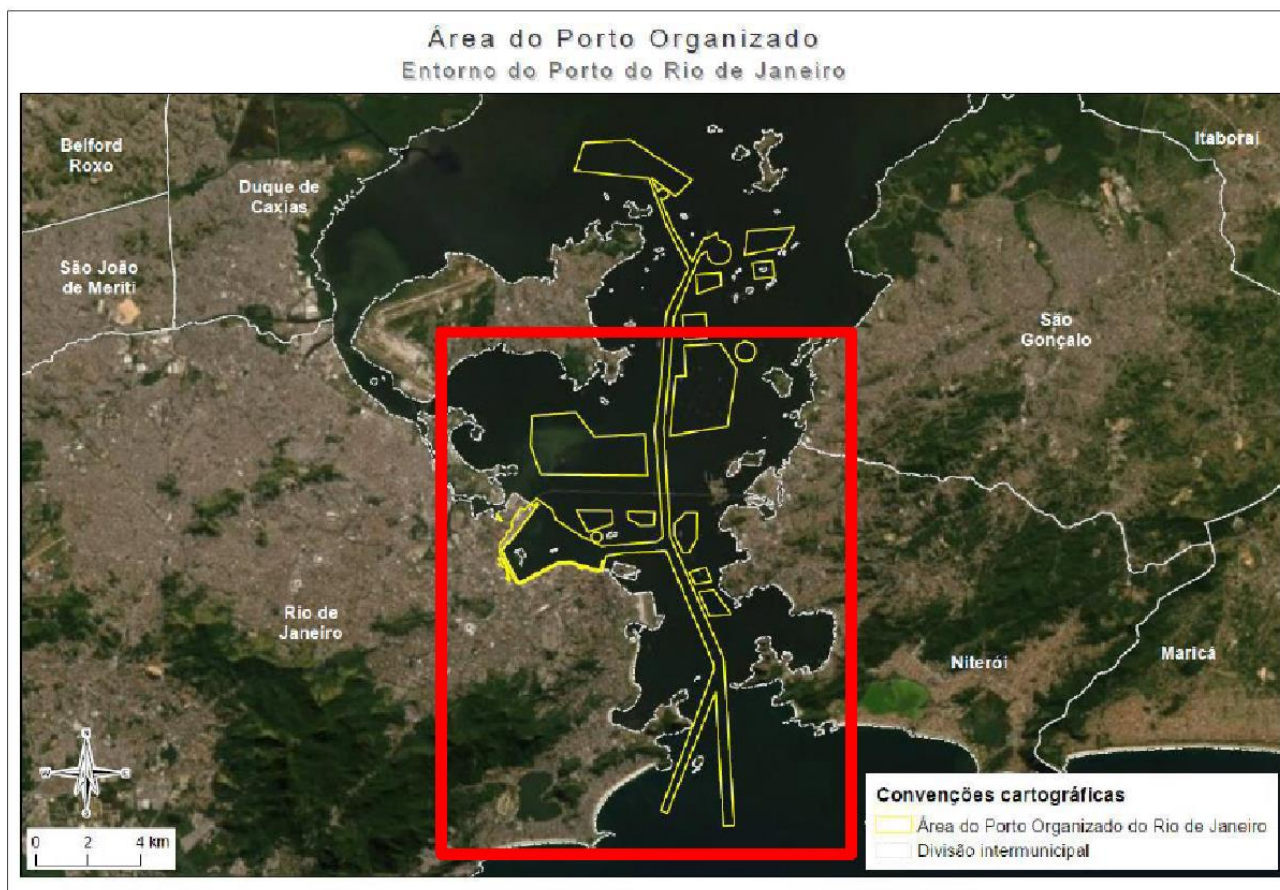 Área do Porto Organizado
Entorno do Porto do Rio de Janeiro
Belford
Roxo
Itaboraí
Duque de
Caxias
São João
de Meriti
São
Gonçalo
Rio de
Janeiro
Niterói
Maricá
N
W E
S
0 2 4 km
Convenções cartográficas
Área do Porto Organizado do Rio de Janeiro
Divisão intermunicipal